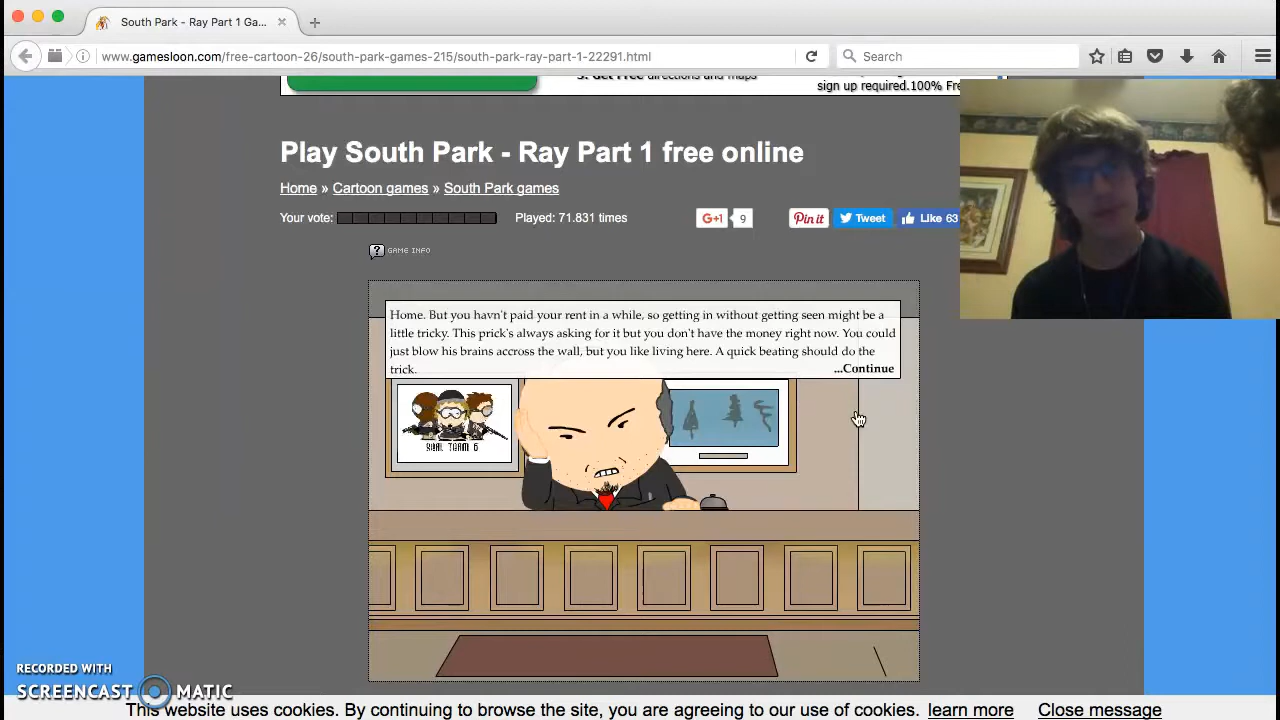 South Park - Ray Part 1 Ga...
www.gamesloon.com/free-cartoon-26/south-park-games-215/south-park-ray-part-1-22291.html
Search
5. Get Free directions and maps
sign up required.100% Fre
Play South Park - Ray Part 1 free online
Home » Cartoon games » South Park games
Your vote:
Played: 71.831 times
G+1 9
Pin it
Tweet
Like 63
? GAME INFO
Home. But you havn't paid your rent in a while, so getting in without getting seen might be a
little tricky. This prick's always asking for it but you don't have the money right now. You could
just blow his brains accross the wall, but you like living here. A quick beating should do the
trick.
...Continue
SEAL TEAM 6
RECORDED WITH
SCREENCAST MATIC
This website uses cookies. By continuing to browse the site, you are agreeing to our use of cookies. learn more Close message